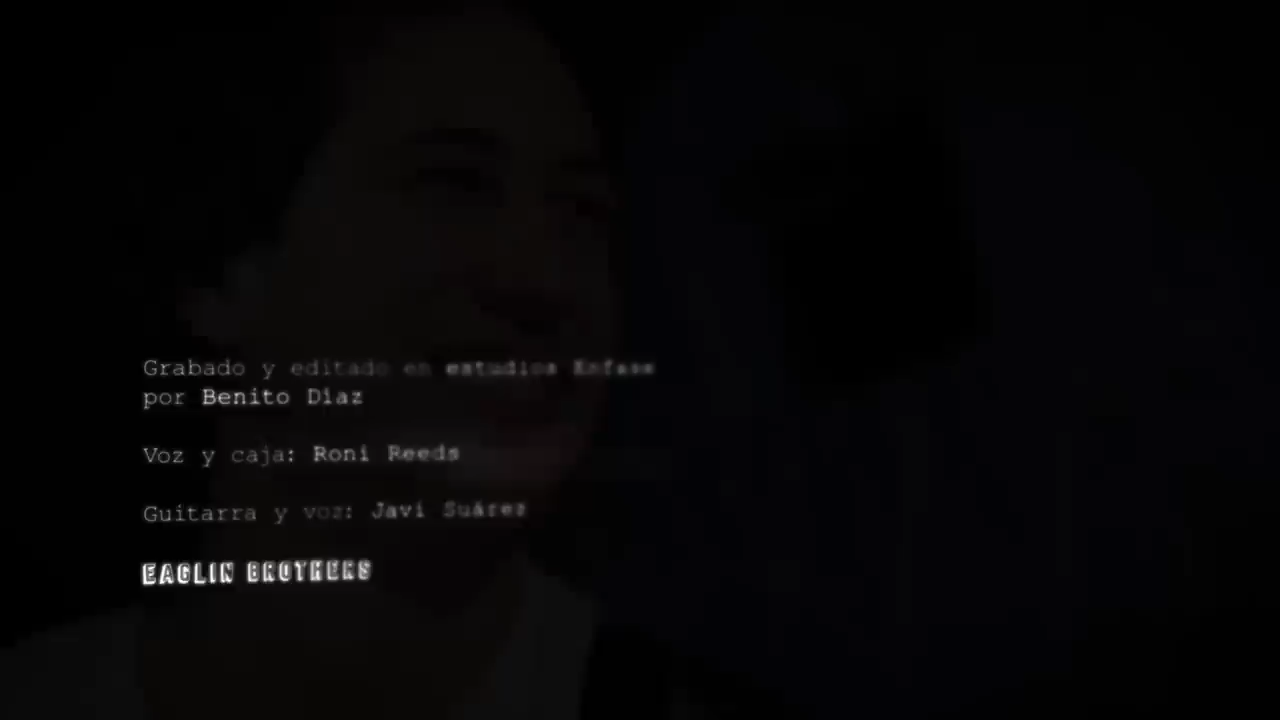 Grabado y editado en estudios Enfase
por Benito Diaz
Voz y caja: Roni Reeds
Guitarra y voz: Javi Suárez
EAGLIN BROTHERS